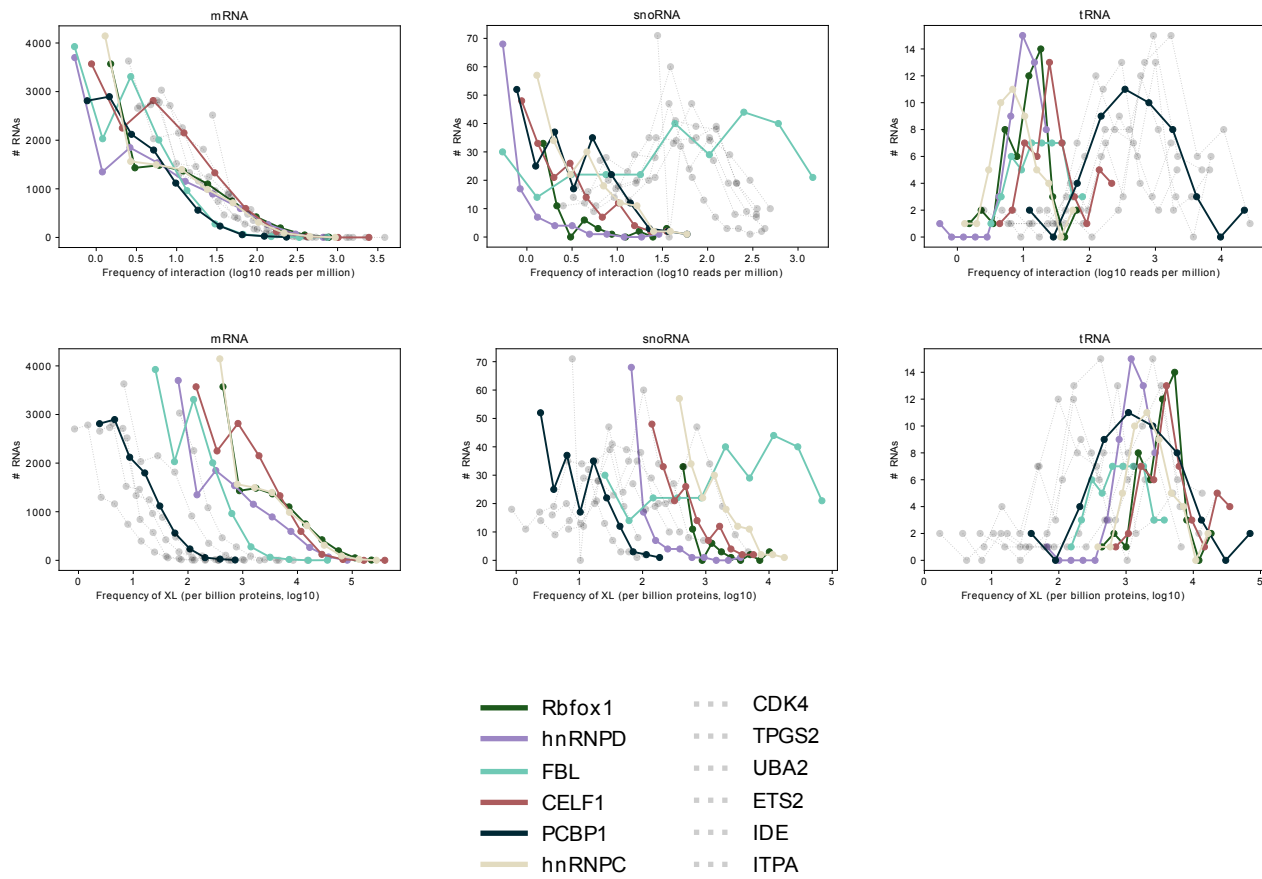 mRNA
snoRNA
tRNA
# RNAs
4000
3000
2000
1000
0
0.0 0.5 1.0 1.5 2.0 2.5 3.0 3.5
Frequency of interaction (log10 reads per million)
# RNAs
70
60
50
40
30
20
10
0
0.0 0.5 1.0 1.5 2.0 2.5 3.0
Frequency of interaction (log10 reads per million)
# RNAs
14
12
10
8
6
4
2
0
0 1 2 3 4
Frequency of interaction (log10 reads per million)
mRNA
snoRNA
tRNA
# RNAs
4000
3000
2000
1000
0
0 1 2 3 4 5
Frequency of XL (per billion proteins, log10)
# RNAs
70
60
50
40
30
20
10
0
0 1 2 3 4 5
Frequency of XL (per billion proteins, log10)
# RNAs
14
12
10
8
6
4
2
0
0 1 2 3 4 5
Frequency of XL (per billion proteins, log10)
Rbfox1
hnRNPD
FBL
CELF1
PCBP1
hnRNPC
CDK4
TPGS2
UBA2
ETS2
IDE
ITPA